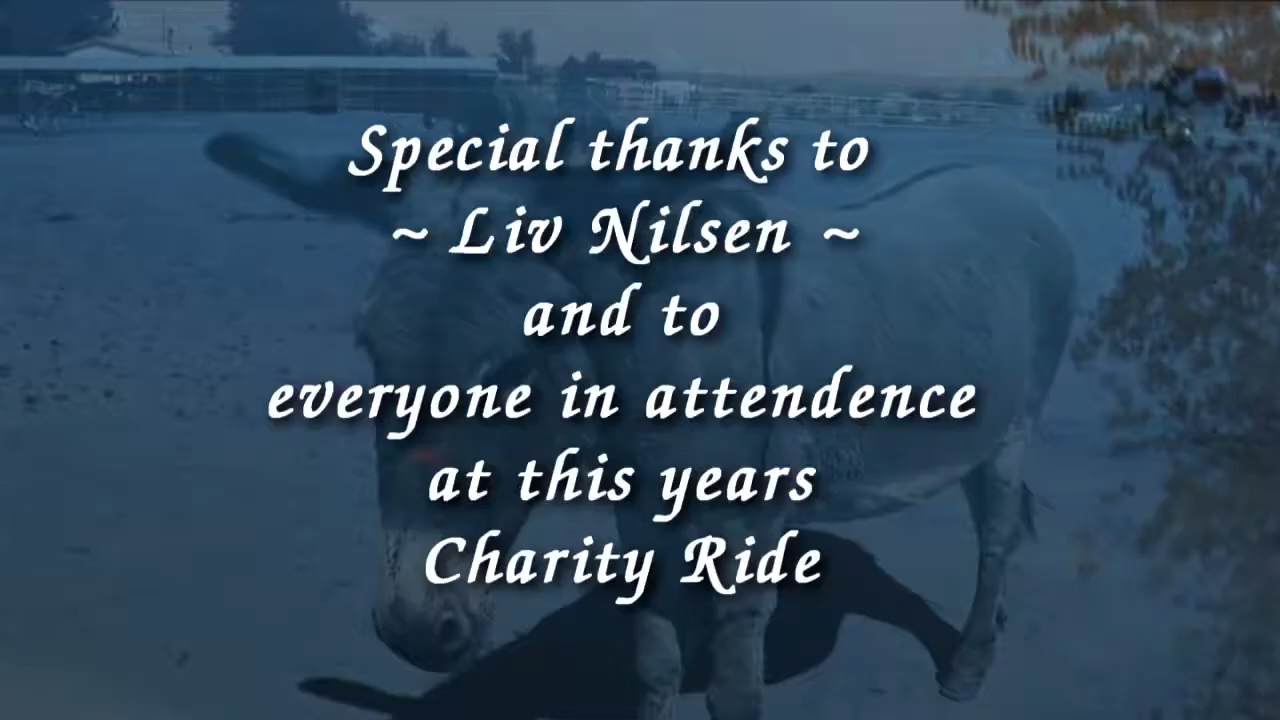 Special thanks to
~ Liv Nilsen ~
and to
everyone in attendence
at this years
Charity Ride